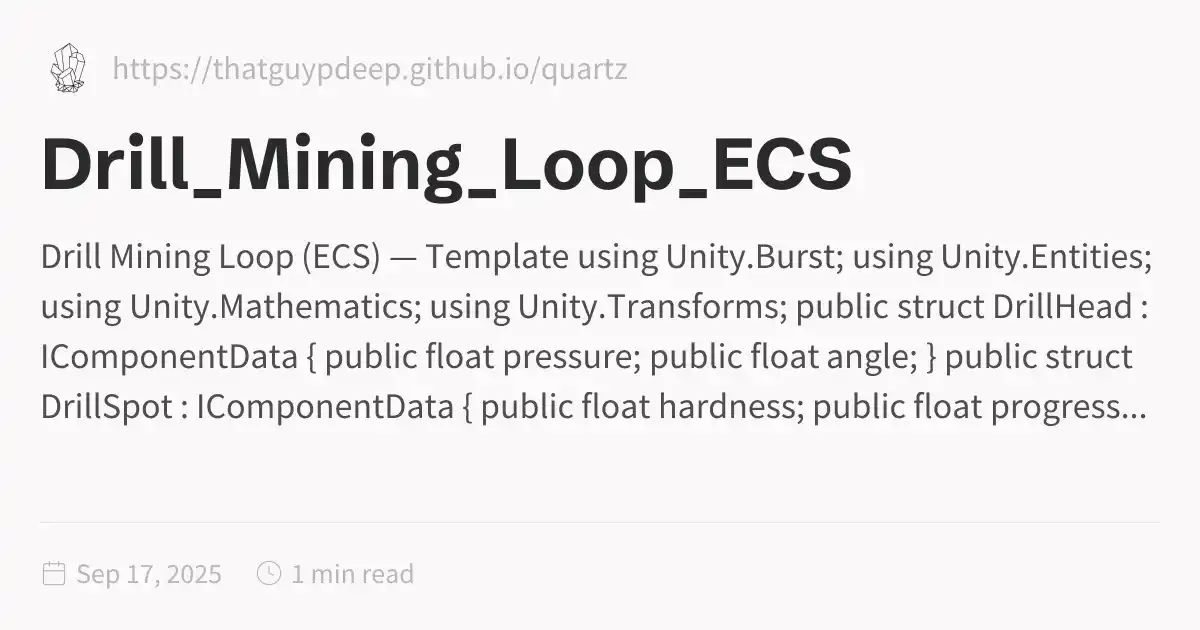 https://thatguypdeep.github.io/quartz
Drill_Mining_Loop_ECS
Drill Mining Loop (ECS) — Template using Unity.Burst; using Unity.Entities;
using Unity.Mathematics; using Unity.Transforms; public struct DrillHead :
IComponentData { public float pressure; public float angle; } public struct
DrillSpot : IComponentData { public float hardness; public float progress...
Sep 17, 2025 1 min read